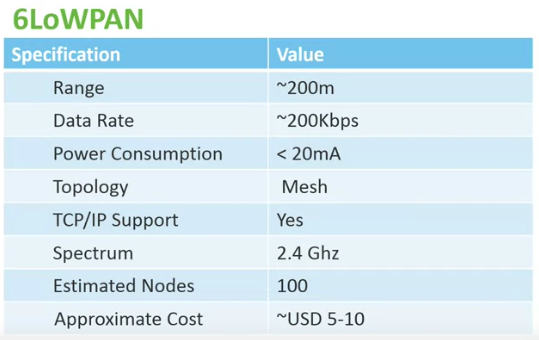 6LoWPAN
Specification Value
Range ~200m
Data Rate ~200Kbps
Power Consumption < 20mA
Topology Mesh
TCP/IP Support Yes
Spectrum 2.4 Ghz
Estimated Nodes 100
Approximate Cost ~USD 5-10